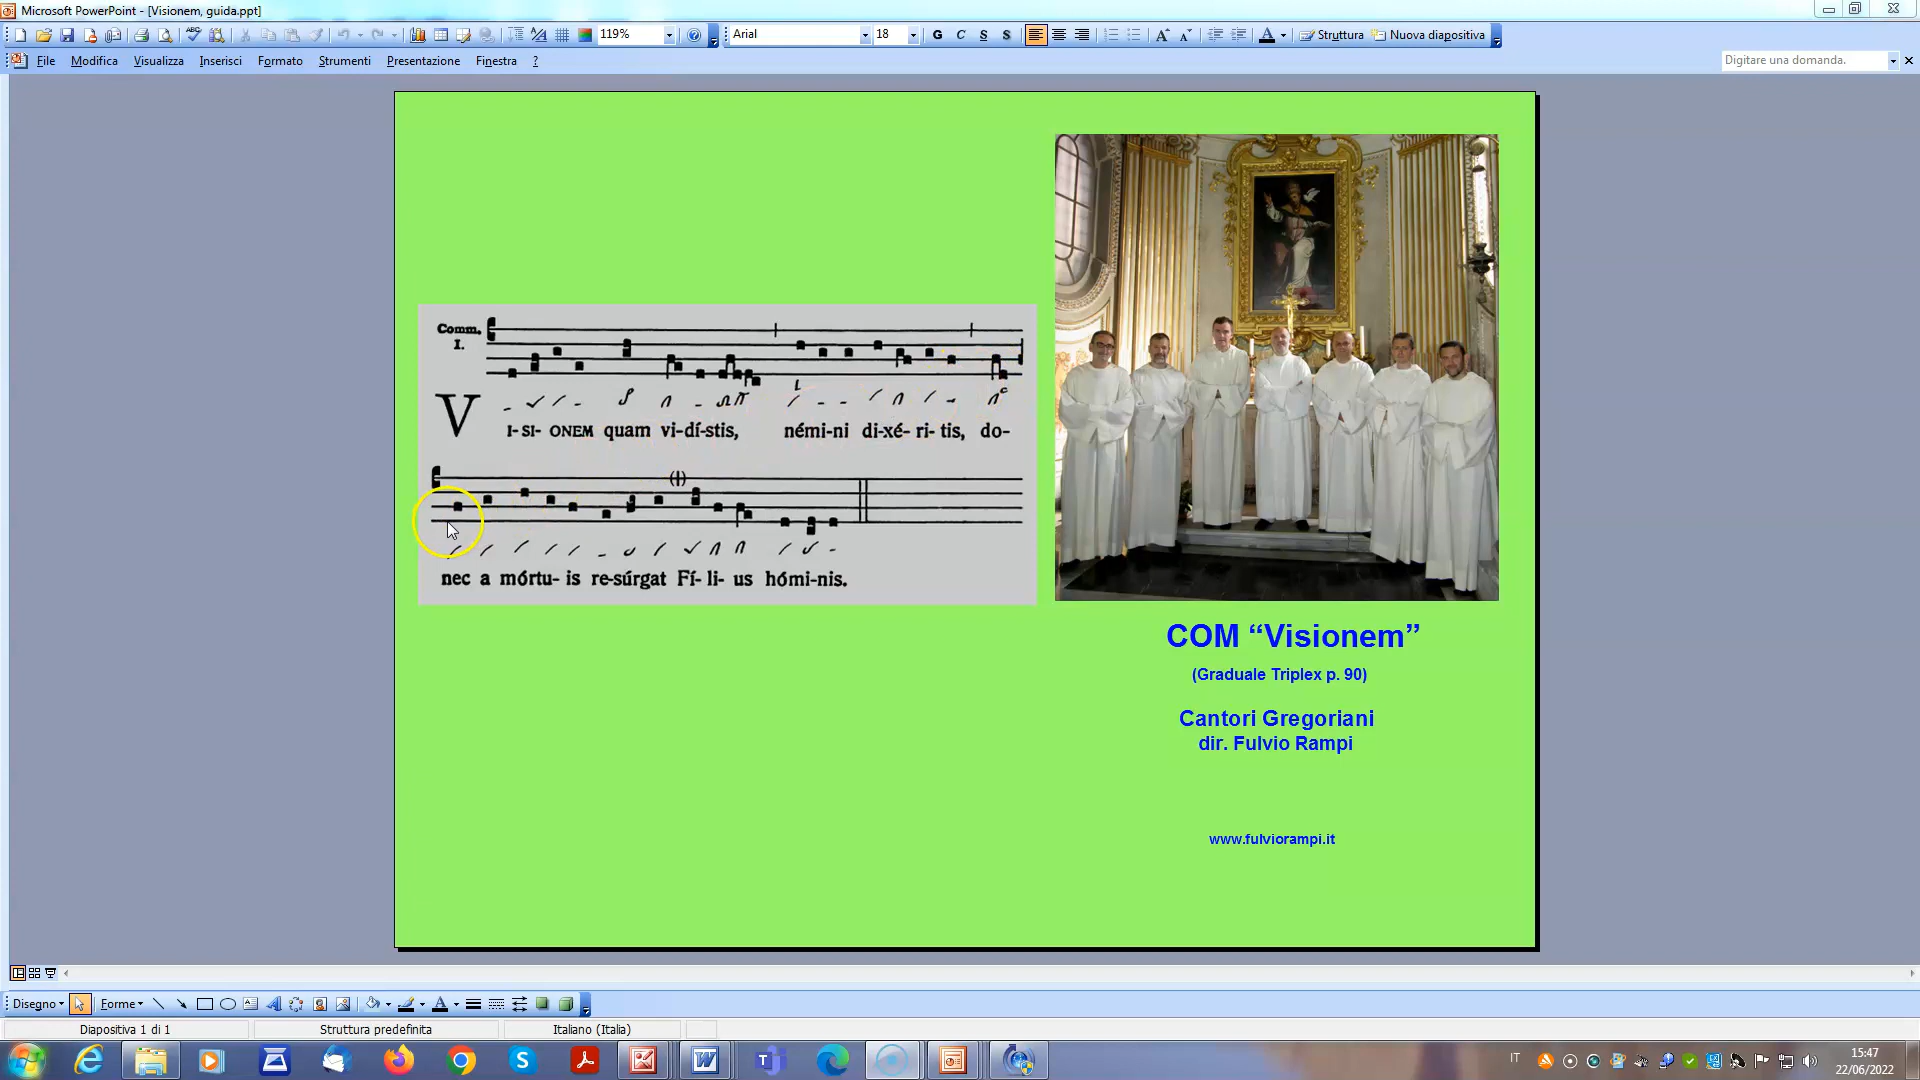 Microsoft PowerPoint - [Visionem, guida.ppt]
119%
Arial
18
G C S S
Struttura
Nuova diapositiva
File Modifica Visualizza Inserisci Formato Strumenti Presentazione Finestra ?
Digitare una domanda.
Comm.
I.
V
I- SI- ONEM quam vi-dí-stis, némi-ni di-xé- ri- tis, do-
nec a mórtu- is re-súrgat Fí- li- us hómi-nis.
COM “Visionem”
(Graduale Triplex p. 90)
Cantori Gregoriani
dir. Fulvio Rampi
www.fulviorampi.it
Disegno
Forme
Diapositiva 1 di 1
Struttura predefinita
Italiano (Italia)
IT
15:47
22/06/2022